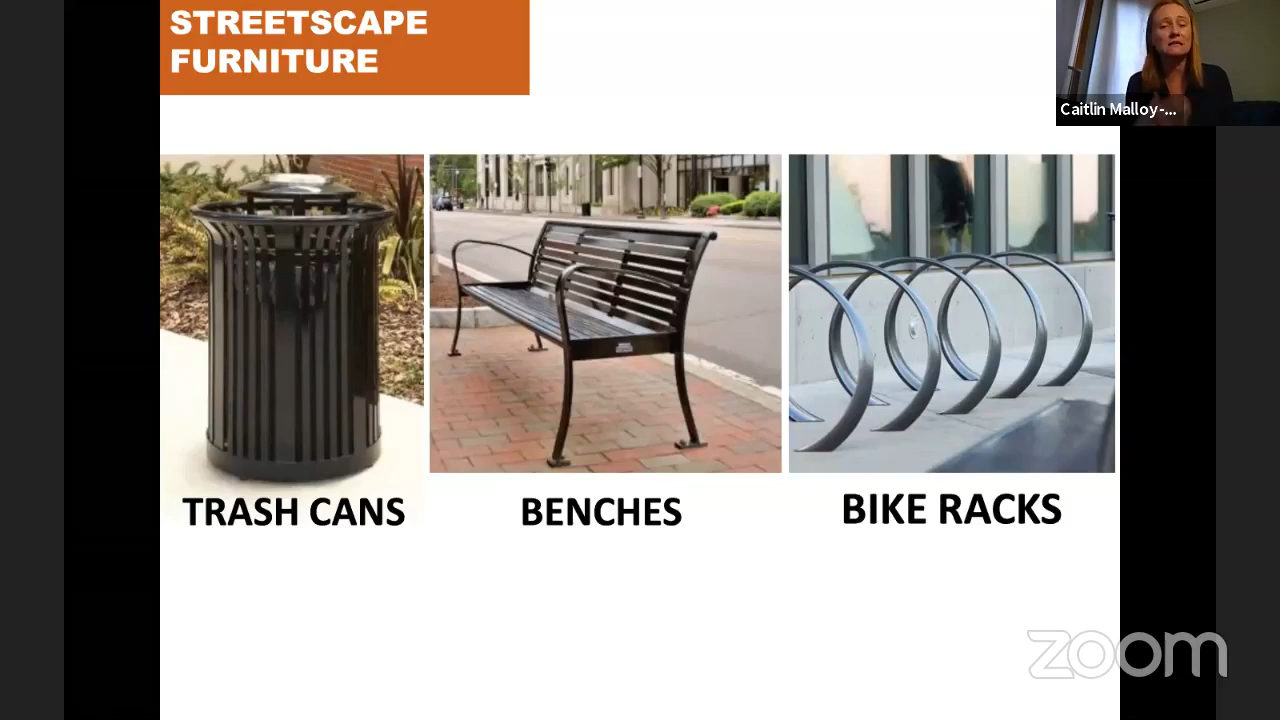 STREETSCAPE
FURNITURE
Caitlin Malloy-...
TRASH CANS
BENCHES
BIKE RACKS
zoom